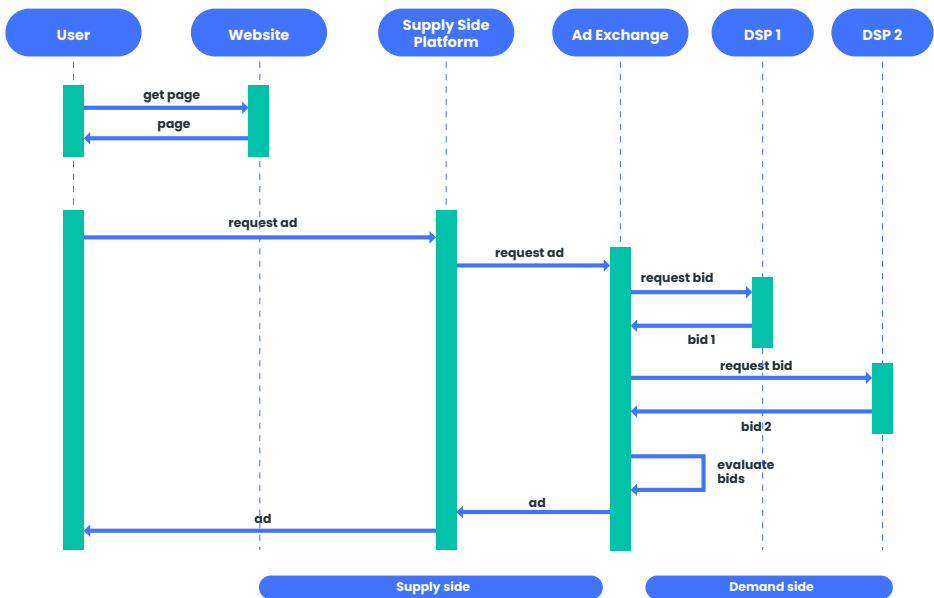 User
Website
Supply Side
Platform
Ad Exchange
DSP 1
DSP 2
get page
page
request ad
request ad
request bid
bid 1
request bid
bid 2
evaluate
bids
ad
ad
Supply side
Demand side